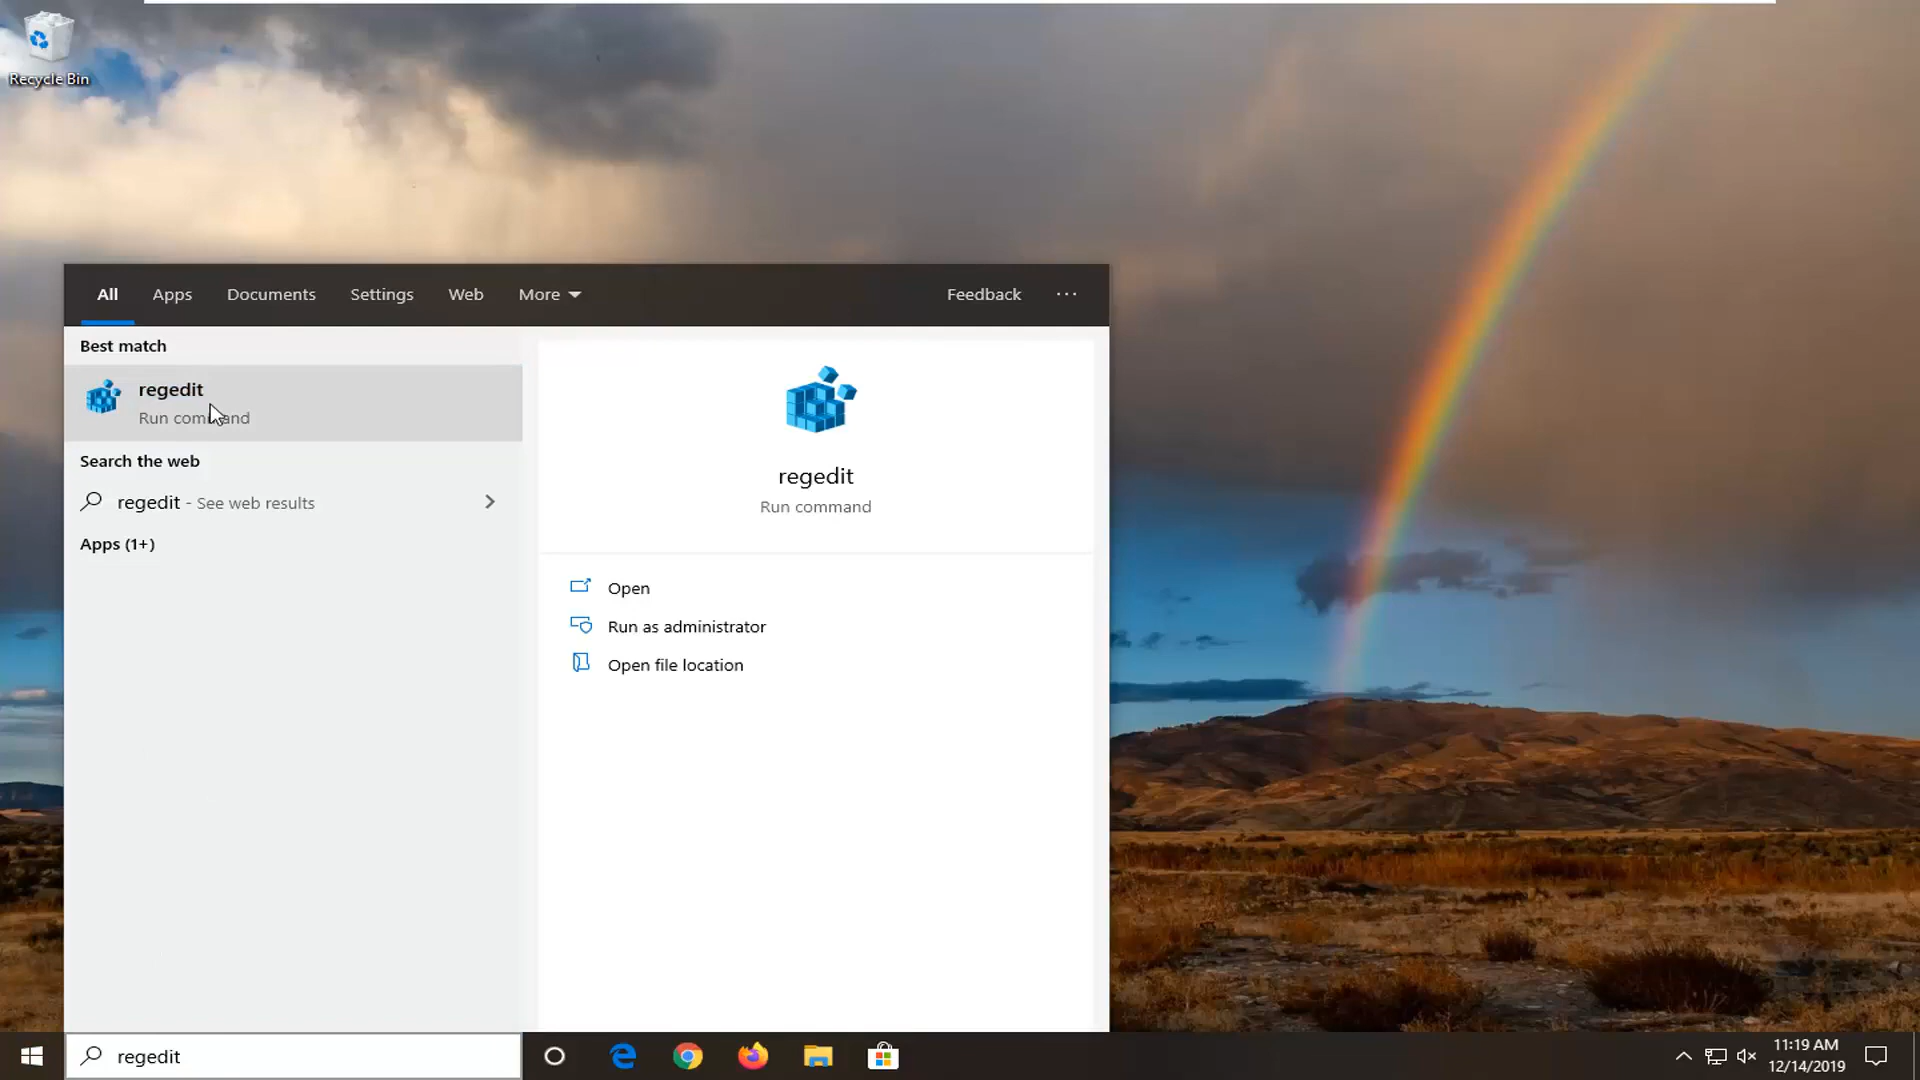 Recycle Bin
All Apps Documents Settings Web More Feedback ...
Best match
regedit
Run command
Search the web
regedit - See web results
Apps (1+)
regedit
Run command
Open
Run as administrator
Open file location
regedit
11:19 AM
12/14/2019